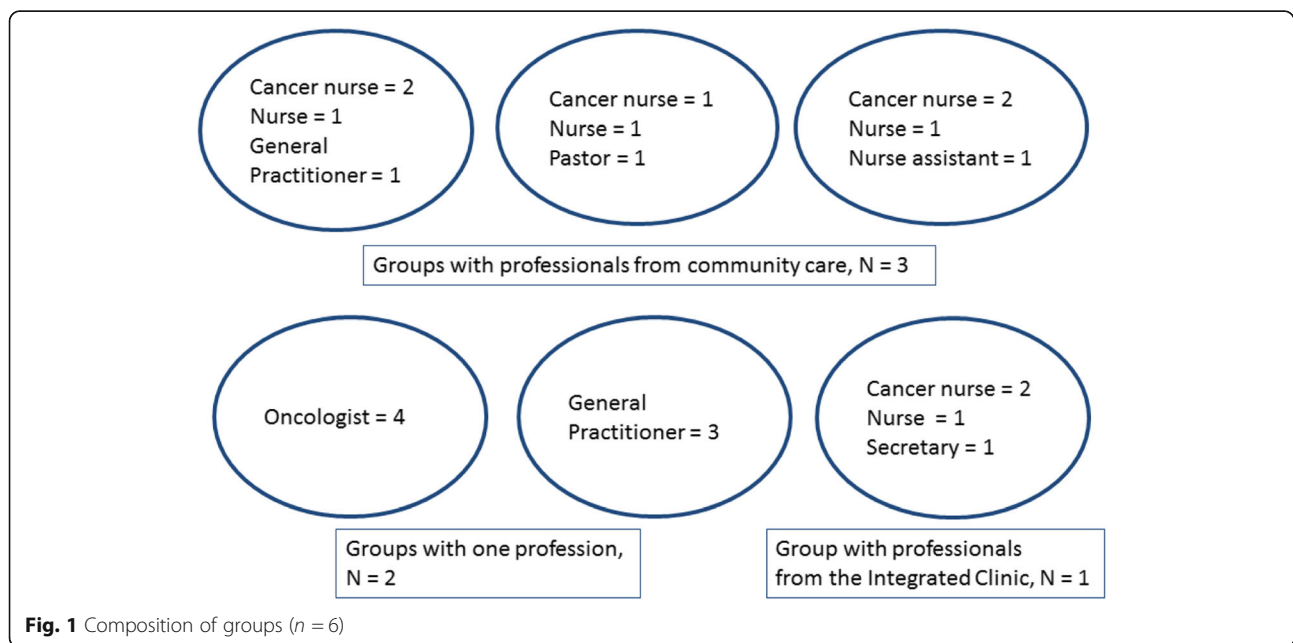 Cancer nurse = 2
Nurse = 1
General
Practitioner = 1
Cancer nurse = 1
Nurse = 1
Pastor = 1
Cancer nurse = 2
Nurse = 1
Nurse assistant = 1
Groups with professionals from community care, N = 3
Oncologist = 4
General
Practitioner = 3
Cancer nurse = 2
Nurse = 1
Secretary = 1
Groups with one profession,
N = 2
Group with professionals
from the Integrated Clinic, N = 1
Fig. 1 Composition of groups (n = 6)